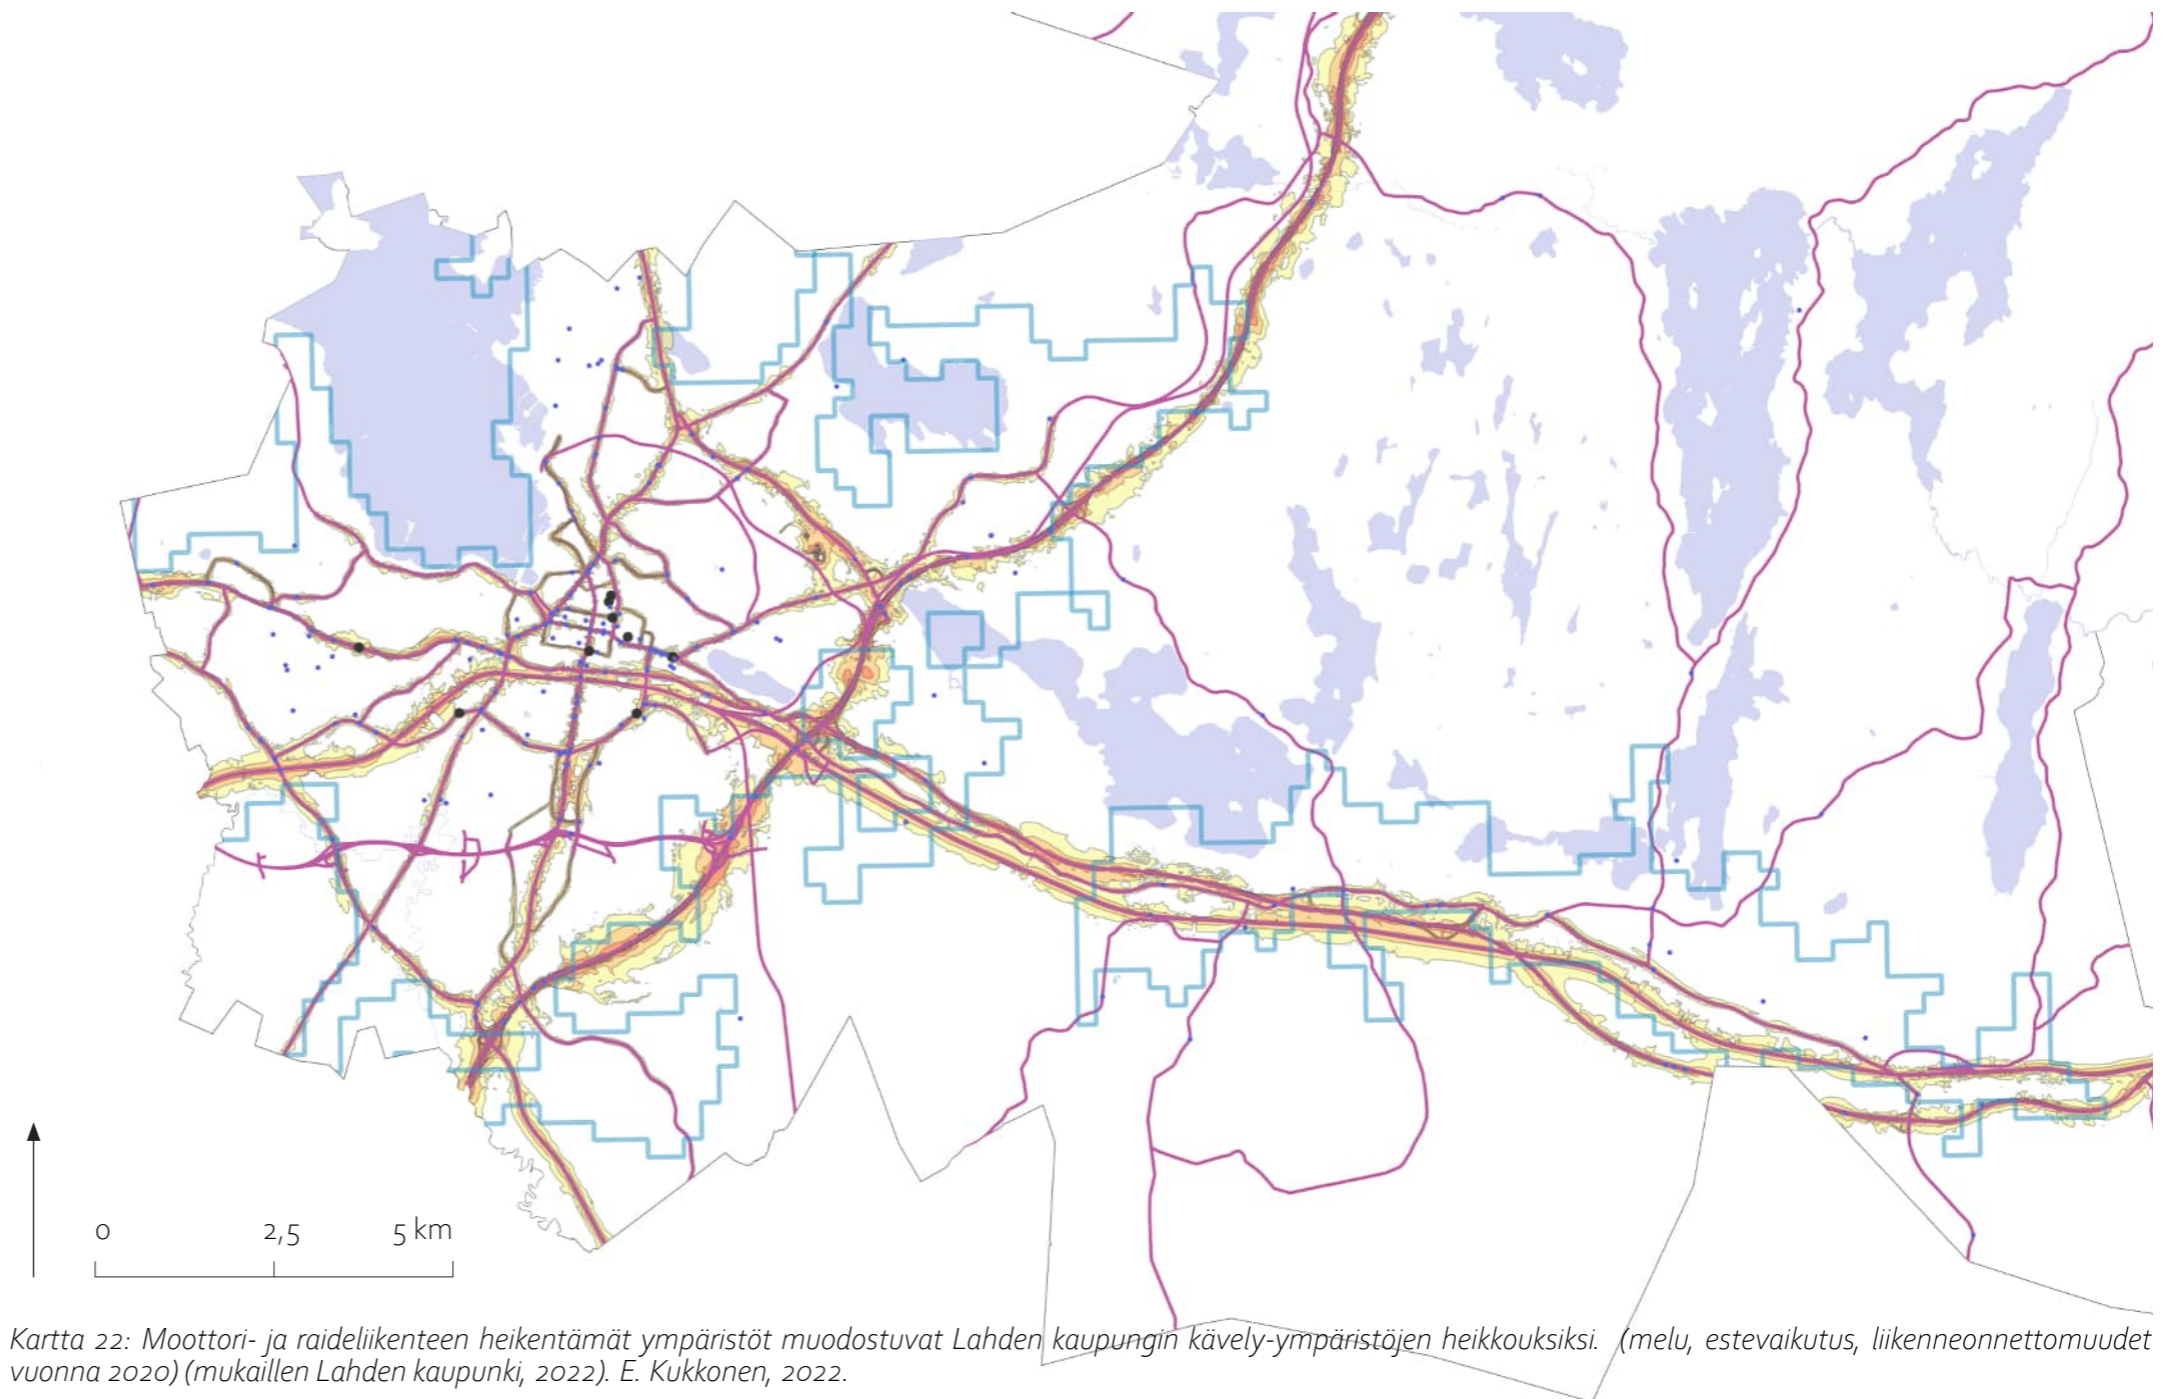 0 2,5 5 km
Kartta 22: Moottori- ja raideliikenteen heikentämät ympäristöt muodostuvat Lahden kaupungin kävely-ympäristöjen heikkouksiksi. (melu, estevaikutus, liikenneonnettomuudet
vuonna 2020) (mukaillen Lahden kaupunki, 2022). E. Kukkonen, 2022.